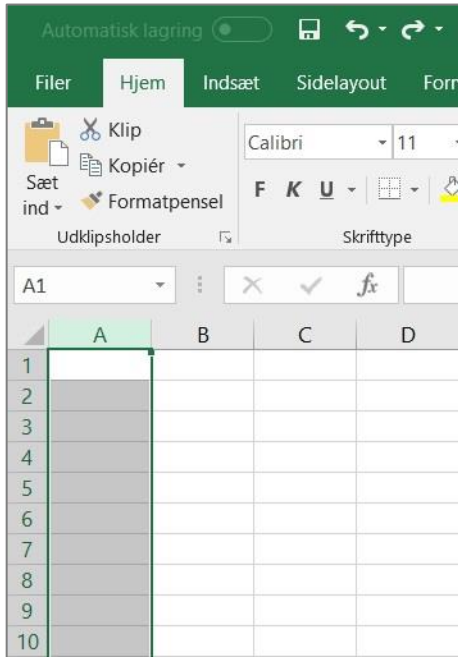 Automatisk lagring
Filer Hjem Indsæt Sidelayout
Klip
Kopiér
Formatpensel
Sæt
ind
Udklipsholder
Calibri 11
F K U
Skrifttype
A1 fx
A B C D
1
2
3
4
5
6
7
8
9
10